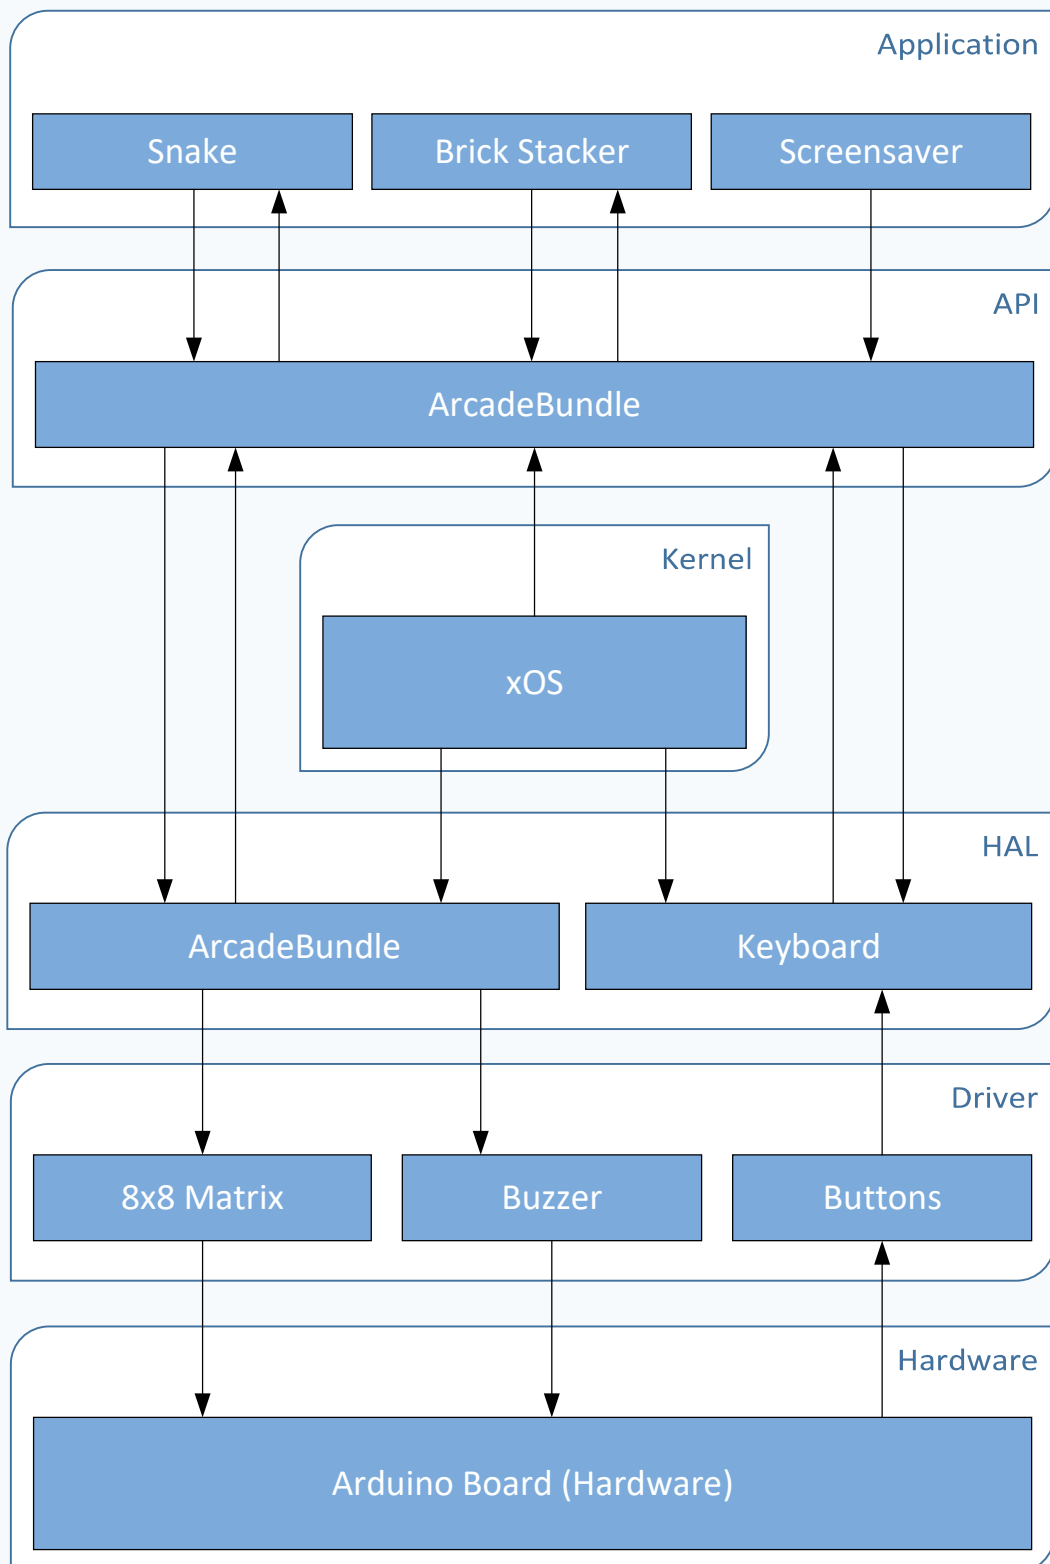 Application
Snake
Brick Stacker
Screensaver
API
ArcadeBundle
Kernel
xOS
HAL
ArcadeBundle
Keyboard
Driver
8x8 Matrix
Buzzer
Buttons
Hardware
Arduino Board (Hardware)